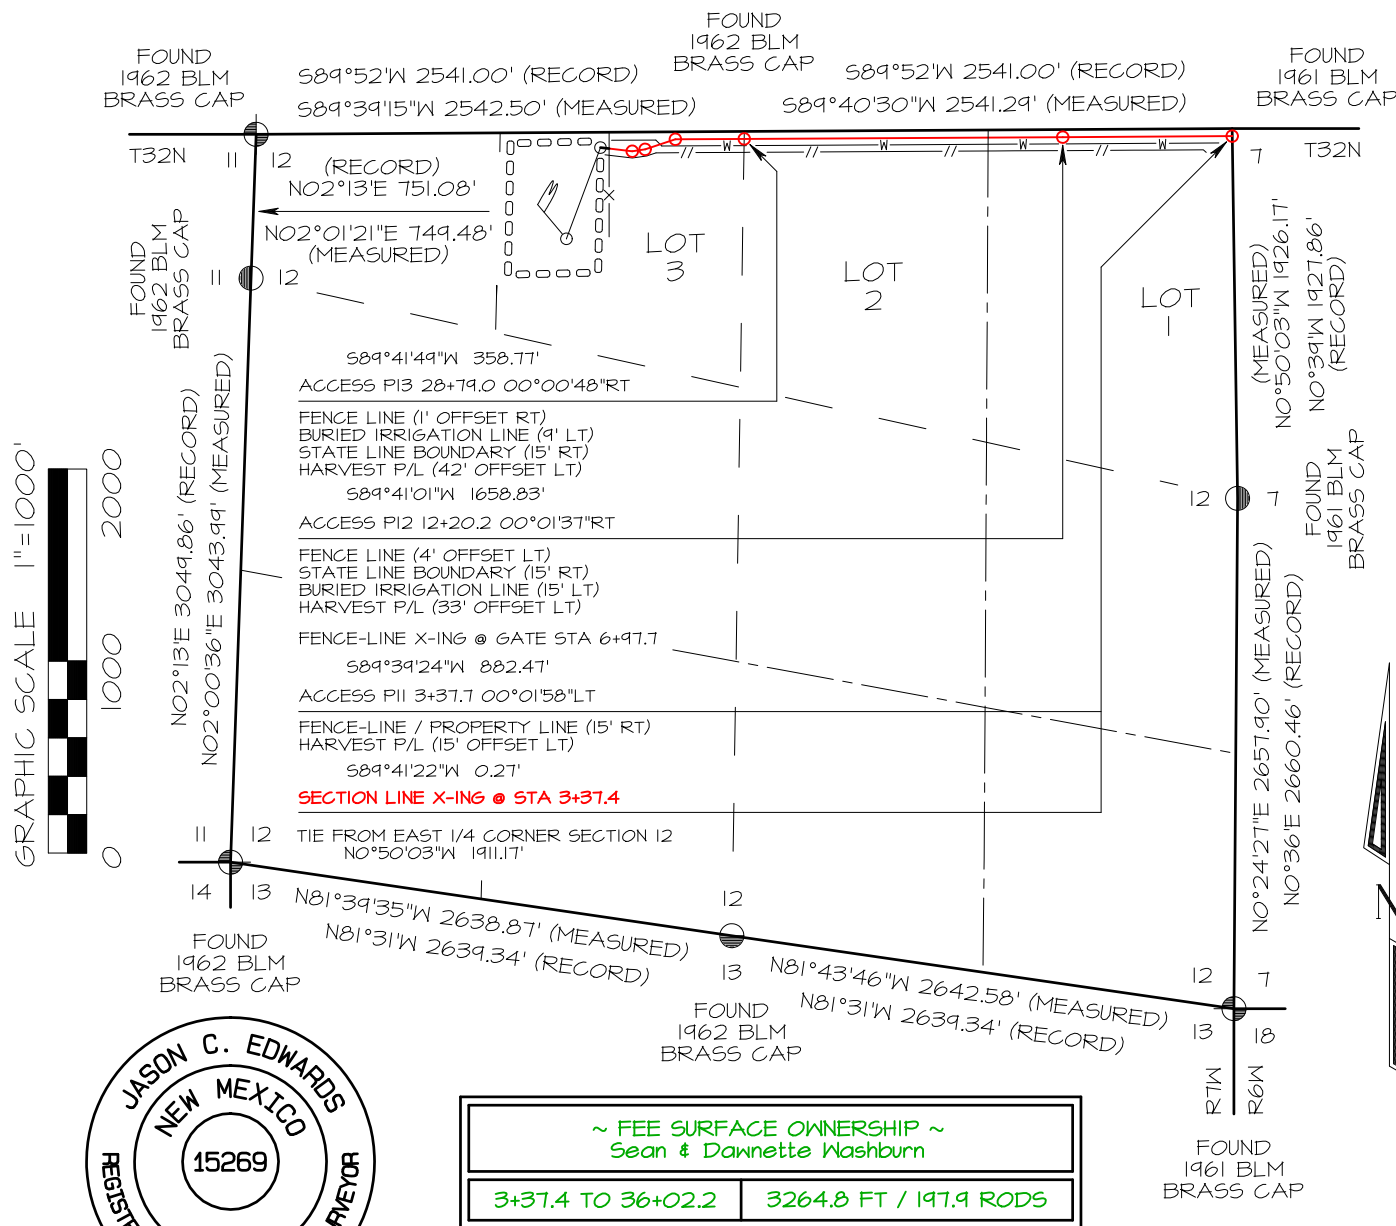 FOUND
1962 BLM
BRASS CAP
FOUND
1962 BLM
BRASS CAP
FOUND
1961 BLM
BRASS CAP
S89°52'W 2541.00' (RECORD)
S89°39'15"W 2542.50' (MEASURED)
S89°52'W 2541.00' (RECORD)
S89°40'30"W 2541.29' (MEASURED)
T32N
11 12
7
T32N
(RECORD)
N02°13'E 751.08'
N02°01'21"E 749.48'
(MEASURED)
W W W W
X
LOT
3
LOT
2
LOT
1
FOUND
1962 BLM
BRASS CAP
11 12
(MEASURED)
N0°50'03"W 1926.17'
N0°39'W 1927.86'
(RECORD)
S89°41'49"W 358.77'
ACCESS PI3 28+79.0 00°00'48"RT
FENCE LINE (1' OFFSET RT)
BURIED IRRIGATION LINE (9' LT)
STATE LINE BOUNDARY (15' RT)
HARVEST P/L (42' OFFSET LT)
S89°41'01"W 1658.83'
ACCESS PI2 12+20.2 00°01'37"RT
FENCE LINE (4' OFFSET LT)
STATE LINE BOUNDARY (15' RT)
BURIED IRRIGATION LINE (15' LT)
HARVEST P/L (33' OFFSET LT)
FENCE-LINE X-ING @ GATE STA 6+97.7
S89°39'24"W 882.47'
ACCESS PI1 3+37.7 00°01'58"LT
FENCE-LINE / PROPERTY LINE (15' RT)
HARVEST P/L (15' OFFSET LT)
S89°41'22"W 0.27'
SECTION LINE X-ING @ STA 3+37.4
TIE FROM EAST 1/4 CORNER SECTION 12
N0°50'03"W 1911.17'
12 7
FOUND
1961 BLM
BRASS CAP
GRAPHIC SCALE 1"=1000'
0 1000 2000
N02°13'E 3049.86' (RECORD)
N02°00'36"E 3043.99' (MEASURED)
N0°24'27"E 2657.90' (MEASURED)
N0°36'E 2660.46' (RECORD)
11 12
14 13
FOUND
1962 BLM
BRASS CAP
N81°39'35"W 2638.87' (MEASURED)
N81°31'W 2639.34' (RECORD)
12
13
FOUND
1962 BLM
BRASS CAP
N81°43'46"W 2642.58' (MEASURED)
N81°31'W 2639.34' (RECORD)
12 7
13 18
R7W
R6W
FOUND
1961 BLM
BRASS CAP
JASON C. EDWARDS
NEW MEXICO
15269
~ FEE SURFACE OWNERSHIP ~
Sean & Dawnette Washburn
3+37.4 TO 36+02.2
3264.8 FT / 197.9 RODS